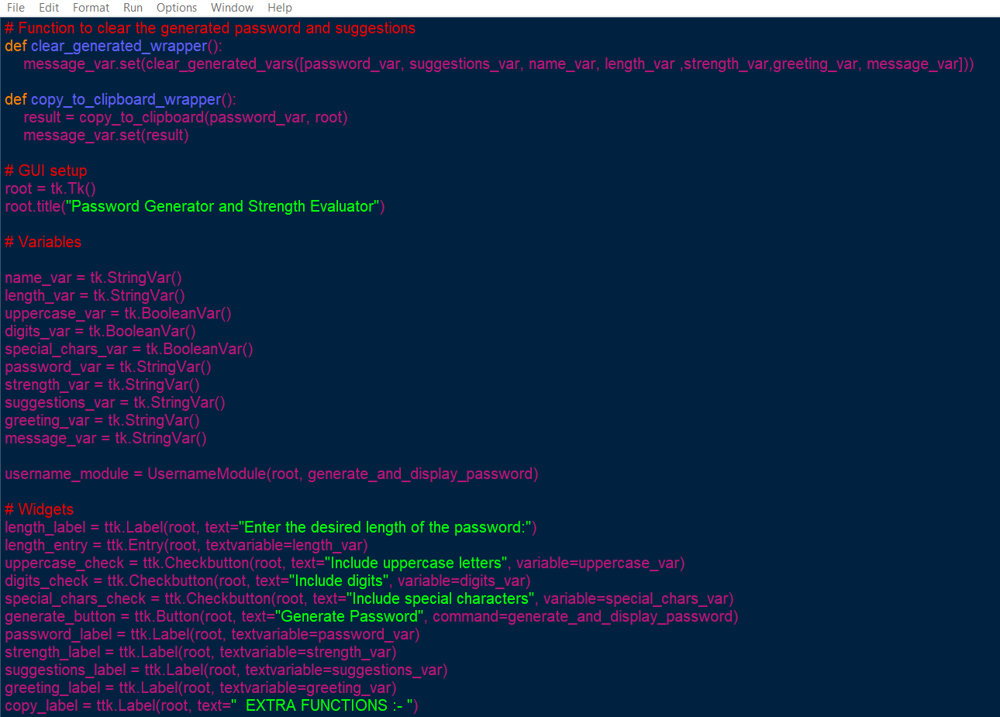 File Edit Format Run Options Window Help
# Function to clear the generated password and suggestions
def clear_generated_wrapper():
    message_var.set(clear_generated_vars([password_var, suggestions_var, name_var, length_var ,strength_var,greeting_var, message_var]))

def copy_to_clipboard_wrapper():
    result = copy_to_clipboard(password_var, root)
    message_var.set(result)

# GUI setup
root = tk.Tk()
root.title("Password Generator and Strength Evaluator")

# Variables

name_var = tk.StringVar()
length_var = tk.StringVar()
uppercase_var = tk.BooleanVar()
digits_var = tk.BooleanVar()
special_chars_var = tk.BooleanVar()
password_var = tk.StringVar()
strength_var = tk.StringVar()
suggestions_var = tk.StringVar()
greeting_var = tk.StringVar()
message_var = tk.StringVar()

username_module = UsernameModule(root, generate_and_display_password)

# Widgets
length_label = ttk.Label(root, text="Enter the desired length of the password:")
length_entry = ttk.Entry(root, textvariable=length_var)
uppercase_check = ttk.Checkbutton(root, text="Include uppercase letters", variable=uppercase_var)
digits_check = ttk.Checkbutton(root, text="Include digits", variable=digits_var)
special_chars_check = ttk.Checkbutton(root, text="Include special characters", variable=special_chars_var)
generate_button = ttk.Button(root, text="Generate Password", command=generate_and_display_password)
password_label = ttk.Label(root, textvariable=password_var)
strength_label = ttk.Label(root, textvariable=strength_var)
suggestions_label = ttk.Label(root, textvariable=suggestions_var)
greeting_label = ttk.Label(root, textvariable=greeting_var)
copy_label = ttk.Label(root, text="  EXTRA FUNCTIONS :- ")